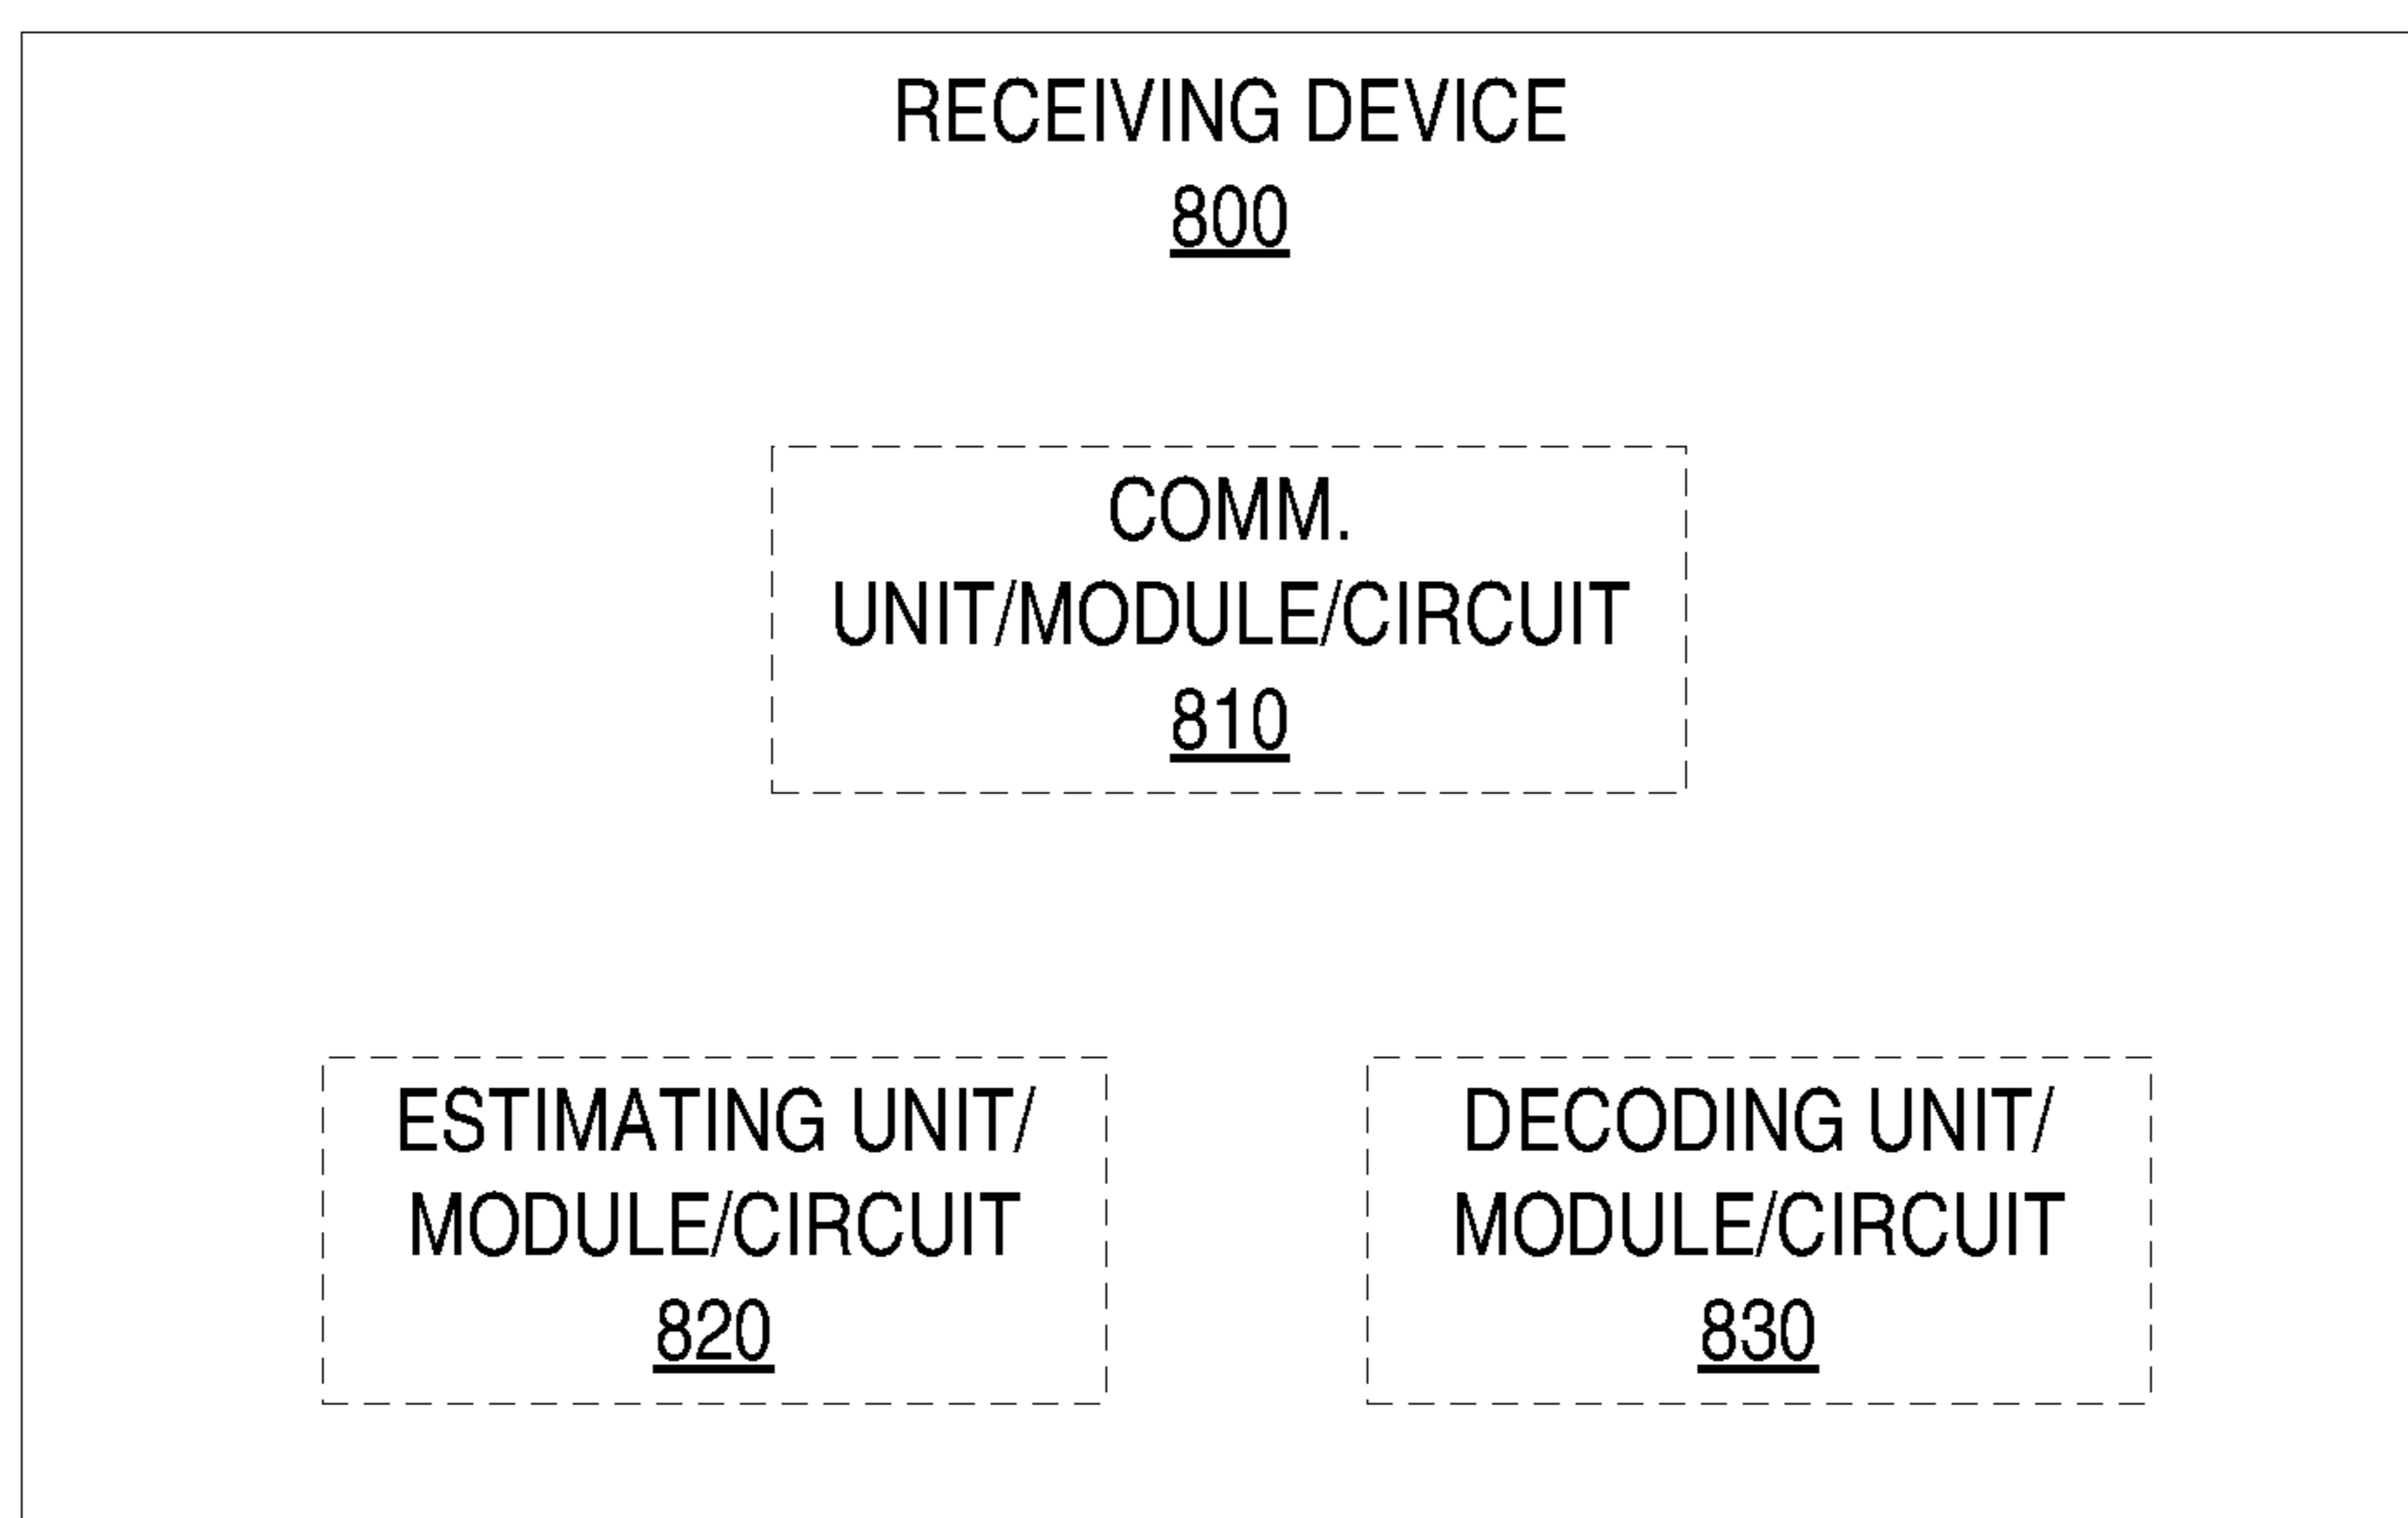 RECEIVING DEVICE
800
COMM.
UNIT/MODULE/CIRCUIT
810
ESTIMATING UNIT/
MODULE/CIRCUIT
820
DECODING UNIT/
MODULE/CIRCUIT
830